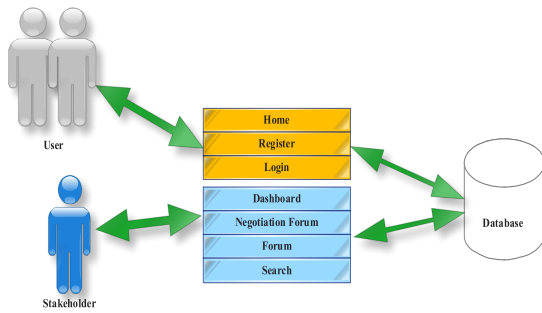 Home
Register
Login
User
Dashboard
Negotiation Forum
Forum
Search
Database
Stakeholder